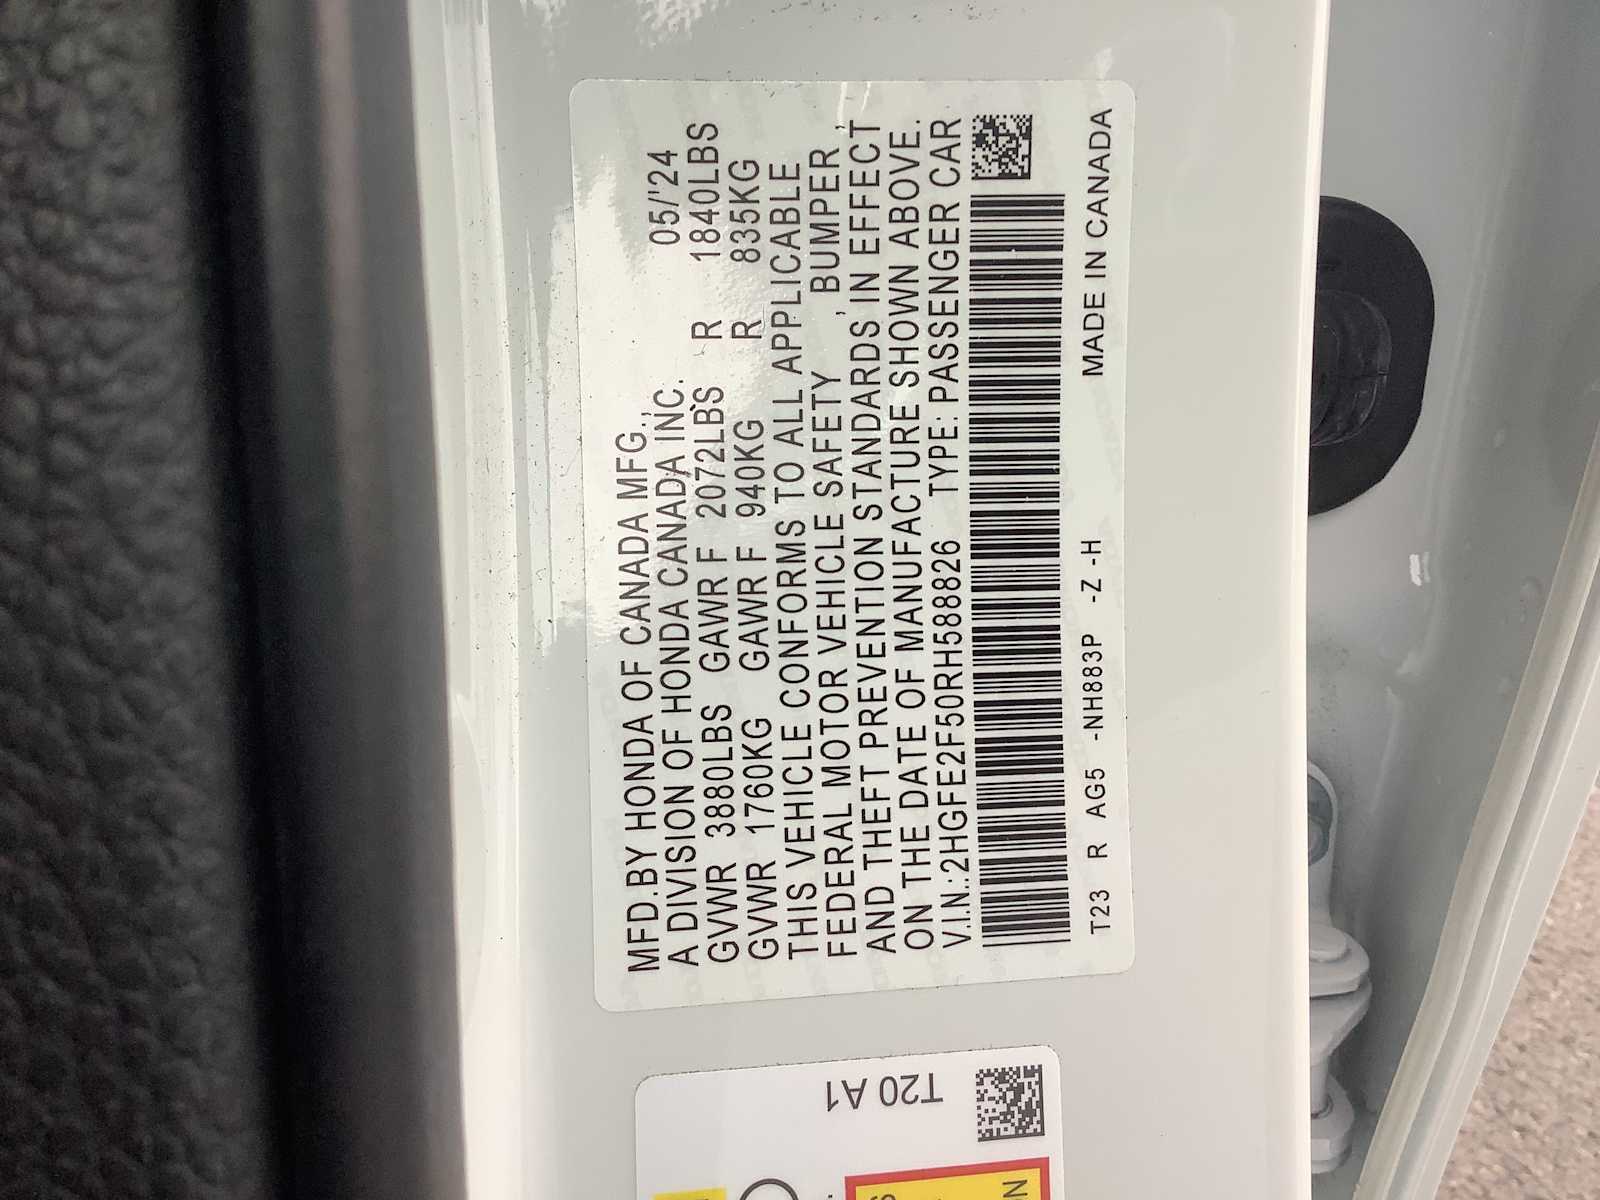 MFD.BY HONDA OF CANADA MFG.,
A DIVISION OF HONDA CANADA INC. 05/'24
GVWR 3880LBS GAWR F 2072LBS R 1840LBS
GVWR 1760KG GAWR F 940KG R 835KG
THIS VEHICLE CONFORMS TO ALL APPLICABLE
FEDERAL MOTOR VEHICLE SAFETY , BUMPER ,
AND THEFT PREVENTION STANDARDS IN EFFECT
ON THE DATE OF MANUFACTURE SHOWN ABOVE.
V.I.N.:2HGFE2F50RH588826 TYPE:PASSENGER CAR
T23 R AG5 -NH883P -Z -H MADE IN CANADA
T20 A1